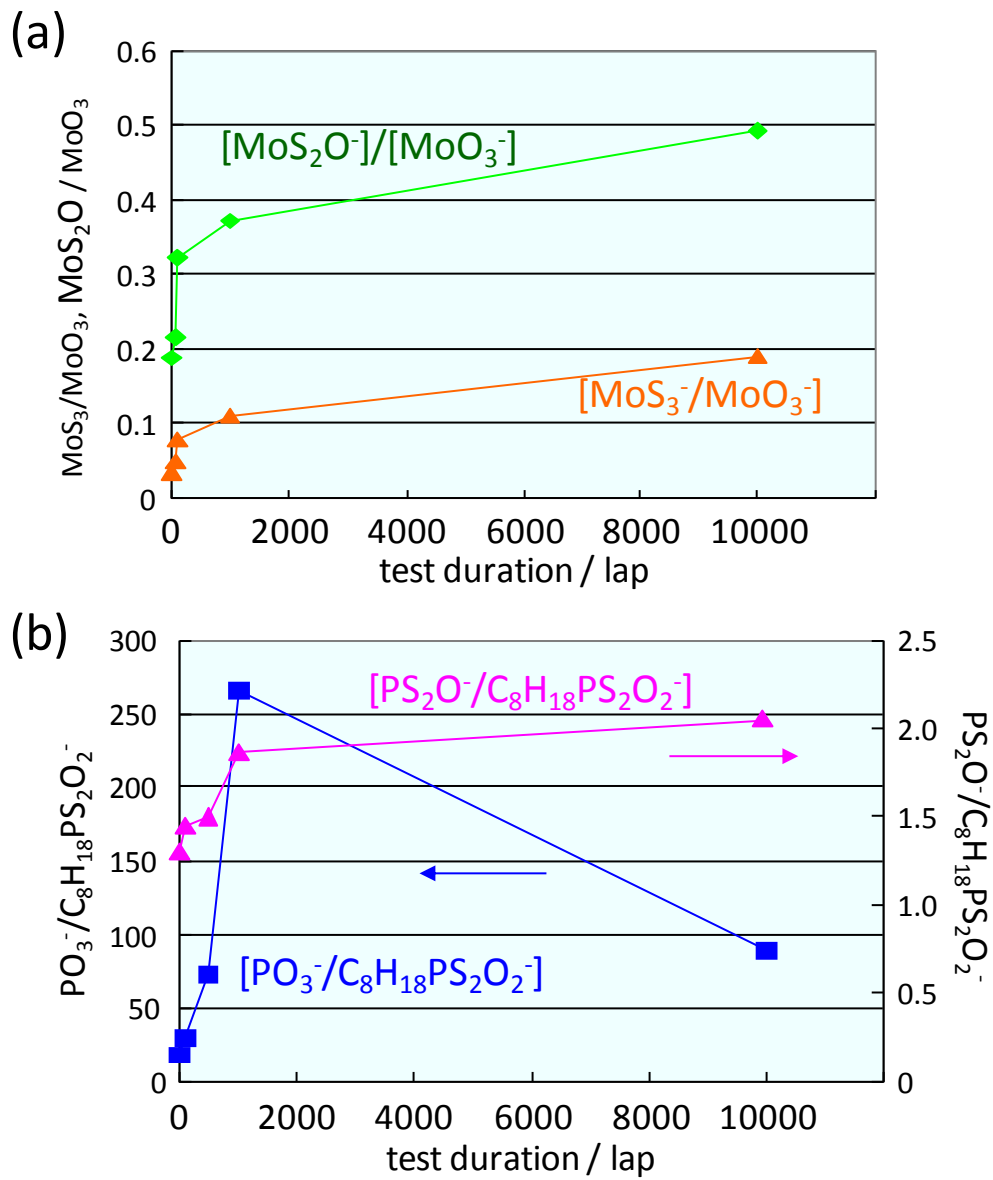 (a)
MoS₃/MoO₃, MoS₂O / MoO₃
0.6
0.5
0.4
0.3
0.2
0.1
0
[MoS₂O⁻]/[MoO₃⁻]
[MoS₃⁻/MoO₃⁻]
0 2000 4000 6000 8000 10000
test duration / lap
(b)
PO₃⁻/C₈H₁₈PS₂O₂⁻
300
250
200
150
100
50
0
[PS₂O⁻/C₈H₁₈PS₂O₂⁻]
[PO₃⁻/C₈H₁₈PS₂O₂⁻]
2.5
2.0
1.5
1.0
0.5
0
PS₂O⁻/C₈H₁₈PS₂O₂⁻
0 2000 4000 6000 8000 10000
test duration / lap